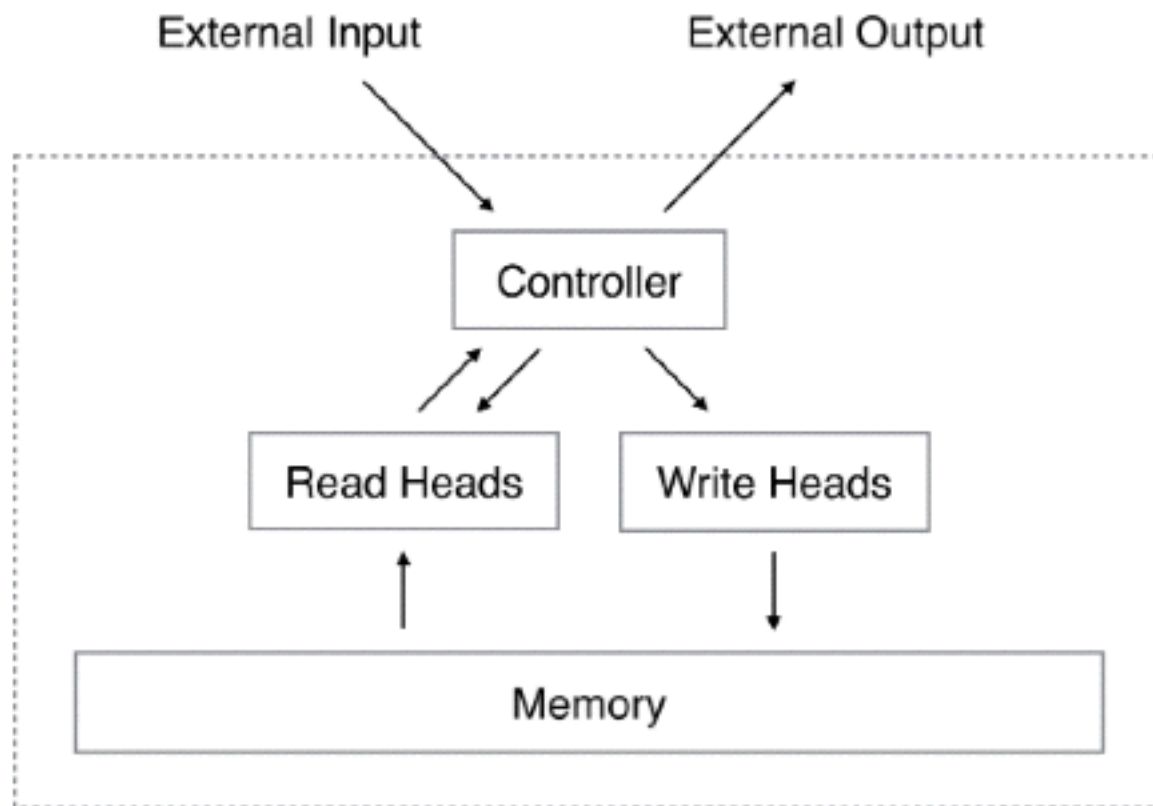 External Input
External Output
Controller
Read Heads
Write Heads
Memory